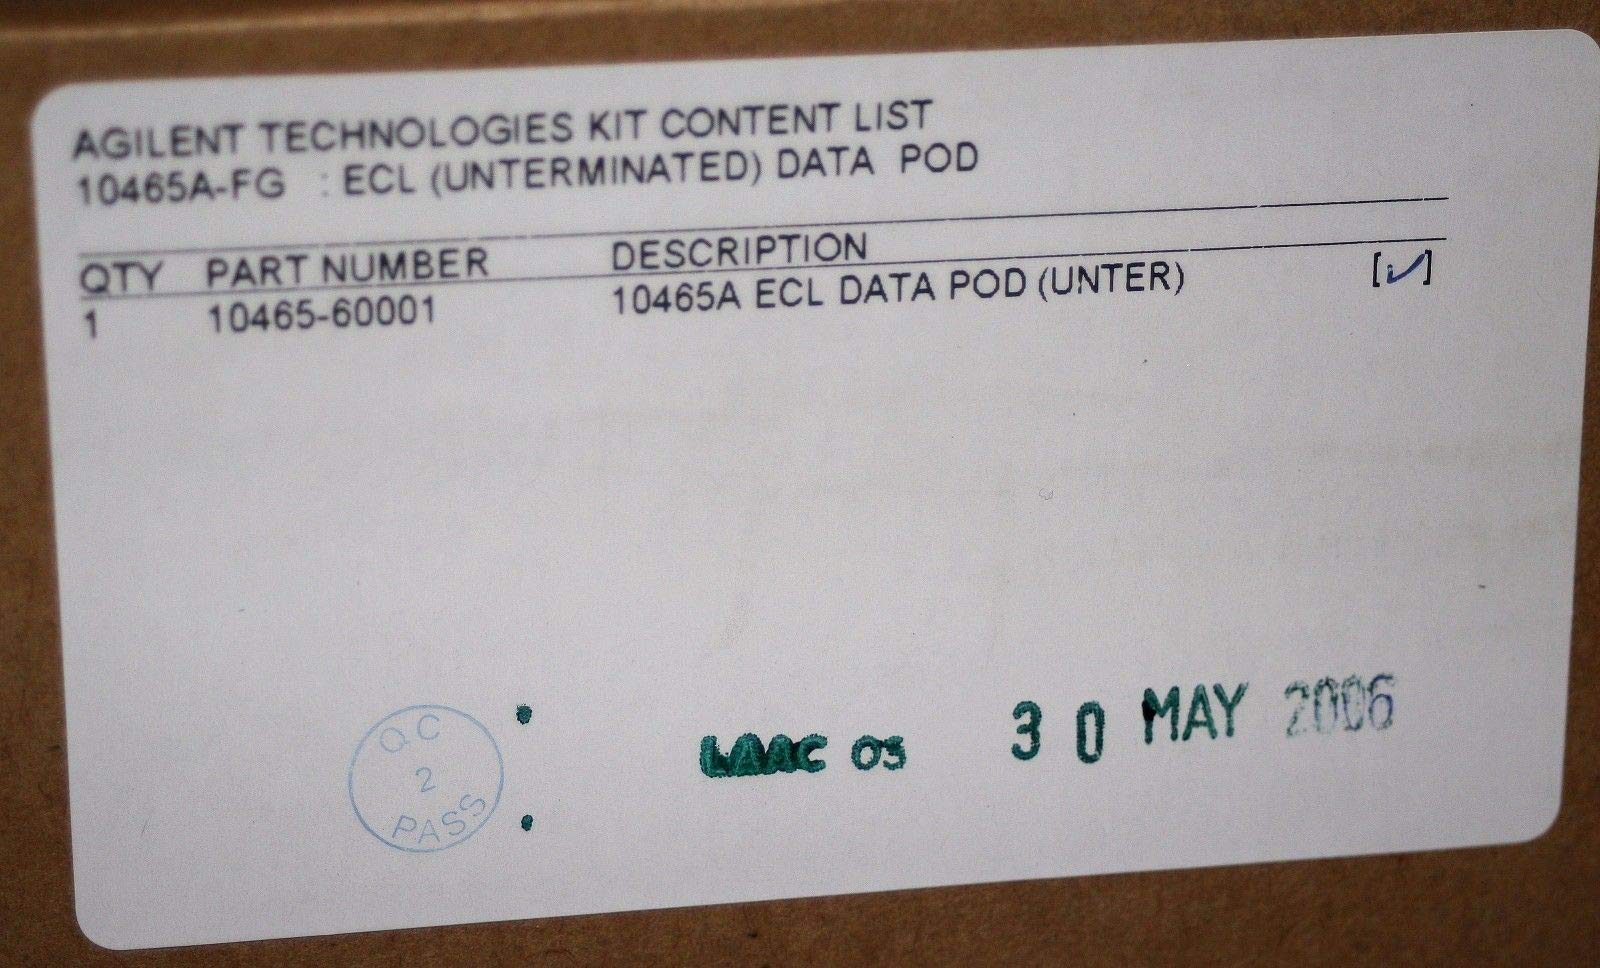 AGILENT TECHNOLOGIES KIT CONTENT LIST
10465A-FG : ECL (UNTERMINATED) DATA POD
QTY PART NUMBER DESCRIPTION
1 10465-60001 10465A ECL DATA POD (UNTER) [✓]
QC
2
PASS
LAAC 05 30 MAY 2006